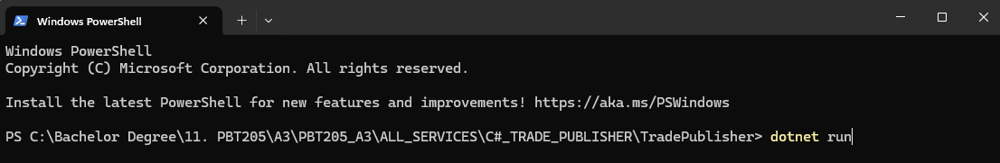 Windows PowerShell
Windows PowerShell
Copyright (C) Microsoft Corporation. All rights reserved.
Install the latest PowerShell for new features and improvements! https://aka.ms/PSWindows
PS C:\Bachelor Degree\11. PBT205\A3\PBT205_A3\ALL_SERVICES\C#_TRADE_PUBLISHER\TradePublisher> dotnet run